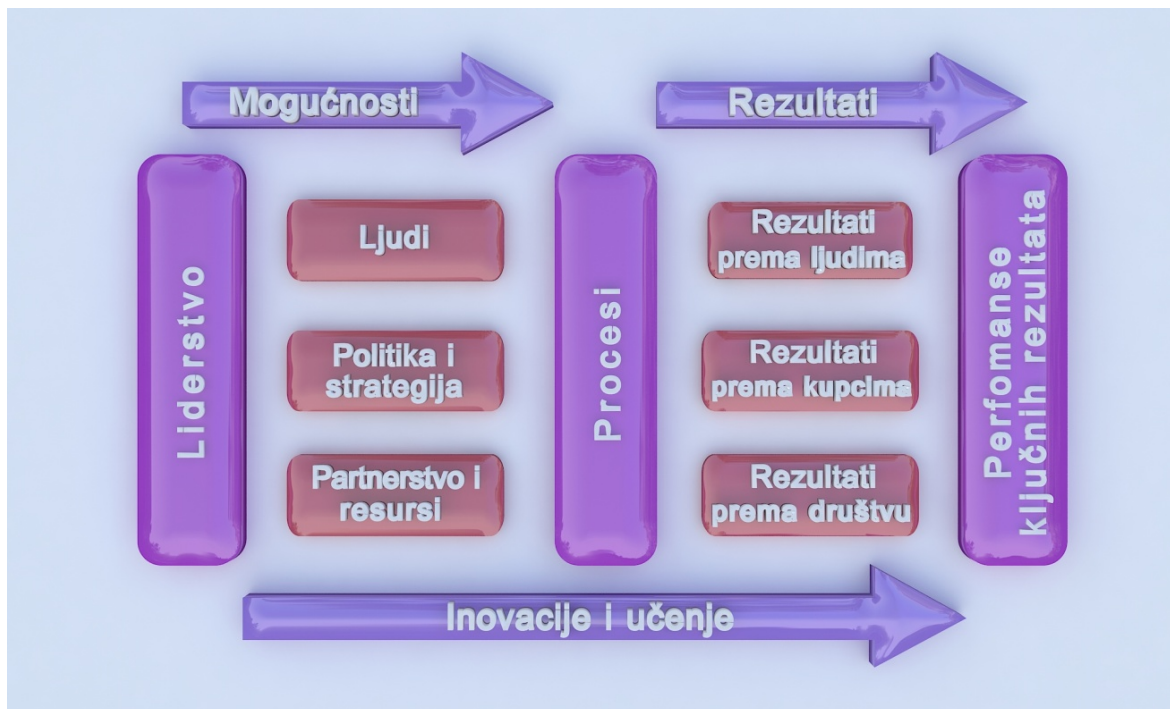 Mogućnosti
Rezultati
Liderstvo
Ljudi
Politika i
strategija
Partnerstvo i
resursi
Procesi
Rezultati
prema ljudima
Rezultati
prema kupcima
Rezultati
prema društvu
Perfomanse
ključnih rezultata
Inovacije i učenje